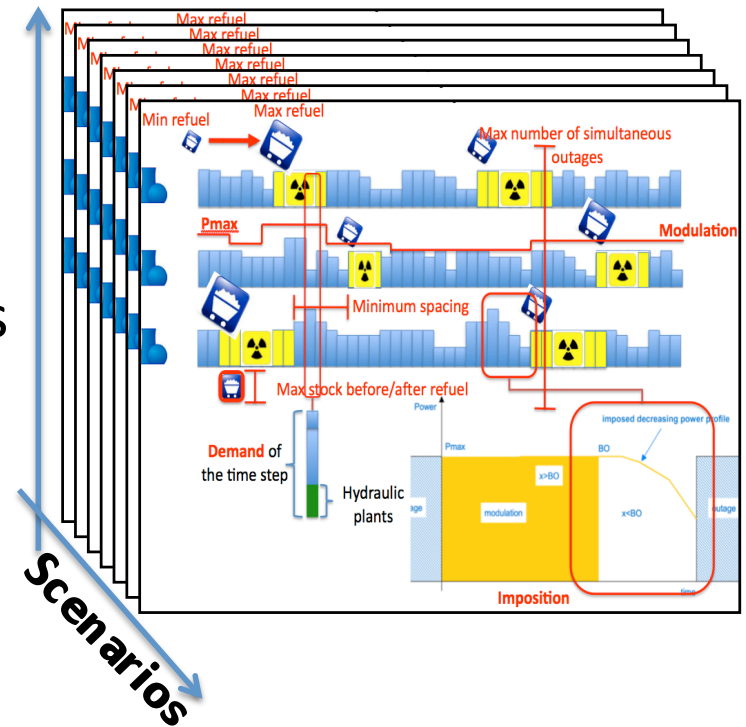 Max refuel
Max refuel
Max refuel
Max refuel
Max refuel
Max refuel
Min refuel
Max refuel
Max number of simultaneous
outages
Pmax
Modulation
Minimum spacing
Max stock before/after refuel
Power
imposed decreasing power profile
Demand of
the time step
Pmax
BO
x>BO
Hydraulic
plants
modulation
x<BO
outage
time
Imposition
Scenarios